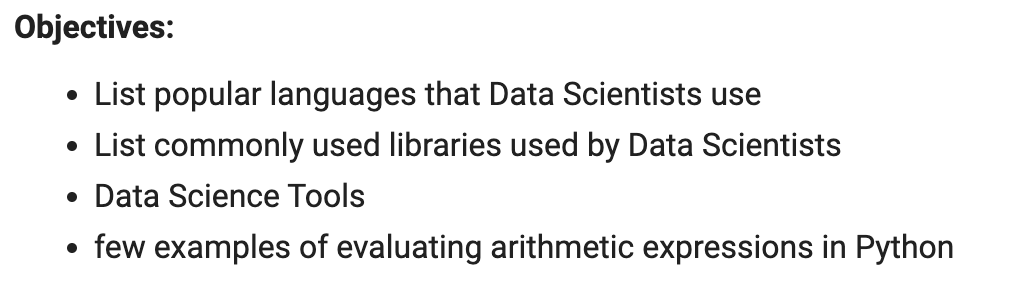 Objectives:
• List popular languages that Data Scientists use
• List commonly used libraries used by Data Scientists
• Data Science Tools
• few examples of evaluating arithmetic expressions in Python